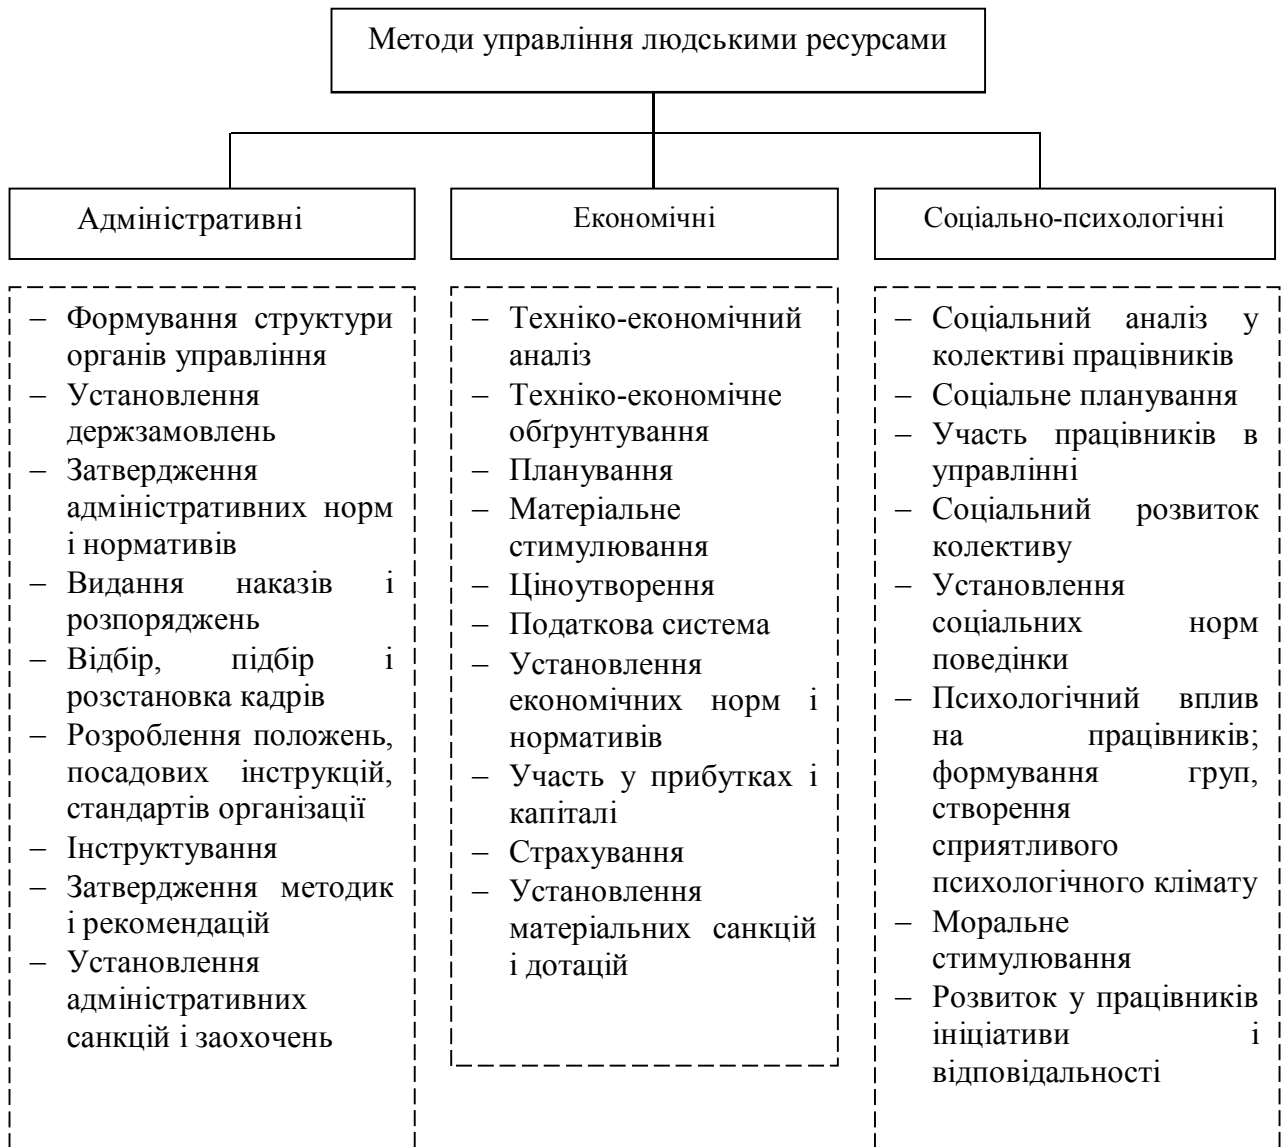 Методи управління людськими ресурсами
Адміністративні
Економічні
Соціально-психологічні
– Формування структури
органів управління
– Установлення
держзамовлень
– Затвердження
адміністративних норм
і нормативів
– Видання наказів і
розпоряджень
– Відбір, підбір і
розстановка кадрів
– Розроблення положень,
посадових інструкцій,
стандартів організації
– Інструктування
– Затвердження методик
і рекомендацій
– Установлення
адміністративних
санкцій і заохочень
– Техніко-економічний
аналіз
– Техніко-економічне
обґрунтування
– Планування
– Матеріальне
стимулювання
– Ціноутворення
– Податкова система
– Установлення
економічних норм і
нормативів
– Участь у прибутках і
капіталі
– Страхування
– Установлення
матеріальних санкцій
і дотацій
– Соціальний аналіз у
колективі працівників
– Соціальне планування
– Участь працівників в
управлінні
– Соціальний розвиток
колективу
– Установлення
соціальних норм
поведінки
– Психологічний вплив
на працівників;
формування груп,
створення
сприятливого
психологічного клімату
– Моральне
стимулювання
– Розвиток у працівників
ініціативи і
відповідальності